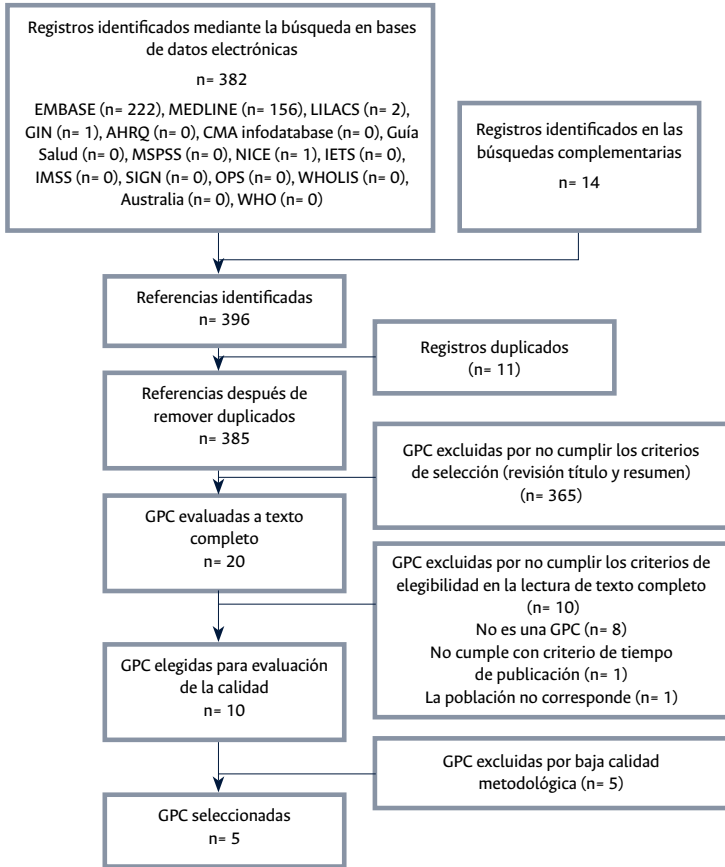 Registros identificados mediante la búsqueda en bases
de datos electrónicas
n= 382
EMBASE (n= 222), MEDLINE (n= 156), LILACS (n= 2),
GIN (n= 1), AHRQ (n= 0), CMA infodatabase (n= 0), Guía
Salud (n= 0), MSPSS (n= 0), NICE (n= 1), IETS (n= 0),
IMSS (n= 0), SIGN (n= 0), OPS (n= 0), WHOLIS (n= 0),
Australia (n= 0), WHO (n= 0)
Registros identificados en las
búsquedas complementarias
n= 14
Referencias identificadas
n= 396
Registros duplicados
(n= 11)
Referencias después de
remover duplicados
n= 385
GPC excluidas por no cumplir los criterios
de selección (revisión título y resumen)
(n= 365)
GPC evaluadas a texto
completo
n= 20
GPC excluidas por no cumplir los criterios de
elegibilidad en la lectura de texto completo
(n= 10)
No es una GPC (n= 8)
No cumple con criterio de tiempo
de publicación (n= 1)
La población no corresponde (n= 1)
GPC elegidas para evaluación
de la calidad
n= 10
GPC excluidas por baja calidad
metodológica (n= 5)
GPC seleccionadas
n= 5